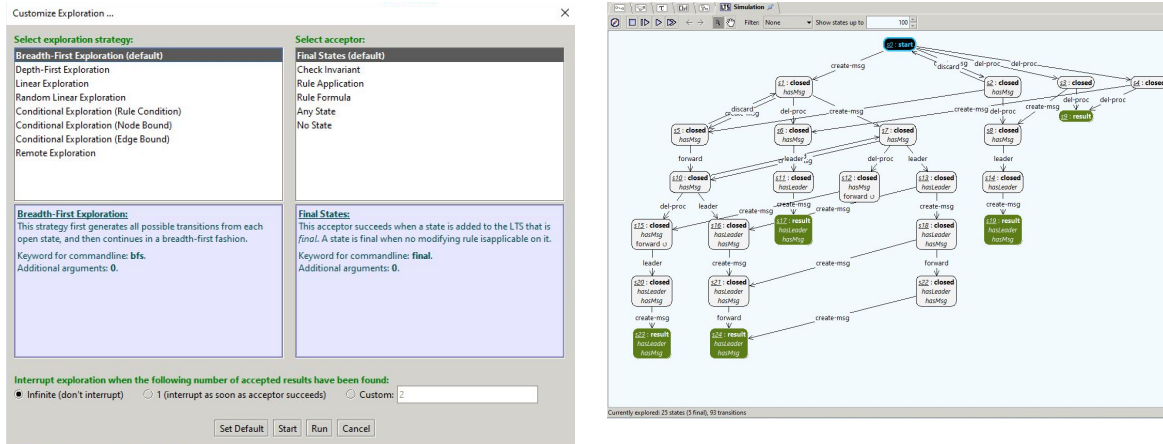 Customize Exploration ...
Select exploration strategy:
Breadth-First Exploration (default)
Depth-First Exploration
Linear Exploration
Random Linear Exploration
Conditional Exploration (Rule Condition)
Conditional Exploration (Node Bound)
Conditional Exploration (Edge Bound)
Remote Exploration
Select acceptor:
Final States (default)
Check Invariant
Rule Application
Rule Formula
Any State
No State
Breadth-First Exploration:
This strategy first generates all possible transitions from each
open state, and then continues in a breadth-first fashion.
Keyword for commandline: bfs.
Additional arguments: 0.
Final States:
This acceptor succeeds when a state is added to the LTS that is
final. A state is final when no modifying rule isapplicable on it.
Keyword for commandline: final.
Additional arguments: 0.
Interrupt exploration when the following number of accepted results have been found:
Infinite (don't interrupt) 1 (interrupt as soon as acceptor succeeds) Custom: 2
Set Default Start Run Cancel
LTS Simulation
Filter: None Show states up to 100
s0 : start
create-msg
discard
del-proc
del-proc
s1 : closed
hasMsg
s2 : closed
hasMsg
s3 : closed
s4 : closed
discard
del-proc
create-msg
del-proc
create-msg
del-proc
del-proc
s9 : result
s5 : closed
hasMsg
s6 : closed
hasMsg
s7 : closed
hasMsg
s8 : closed
hasMsg
forward
leader
del-proc
leader
leader
s10 : closed
hasMsg
s11 : closed
hasLeader
s12 : closed
hasMsg
forward
s13 : closed
hasLeader
s14 : closed
hasLeader
del-proc
leader
create-msg
create-msg
create-msg
create-msg
s15 : closed
hasMsg
forward
s16 : closed
hasLeader
s17 : result
hasLeader
hasMsg
s18 : closed
hasLeader
hasMsg
s19 : result
hasLeader
hasMsg
leader
create-msg
create-msg
forward
s20 : closed
hasLeader
hasMsg
s21 : closed
hasLeader
hasMsg
s22 : closed
hasLeader
hasMsg
create-msg
forward
create-msg
s23 : result
hasLeader
hasMsg
s24 : result
hasLeader
hasMsg
Currently explored: 25 states (5 final), 93 transitions